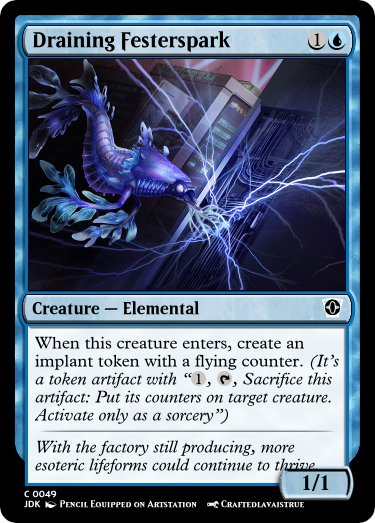 Draining Festerspark 1
Creature — Elemental
When this creature enters, create an
implant token with a flying counter. (It's
a token artifact with “1, , Sacrifice this
artifact: Put its counters on target creature.
Activate only as a sorcery”)
With the factory still producing, more
esoteric lifeforms could continue to thrive.
1/1
C 0049
JDK Pencil Equipped on Artstation Craftedlavaistrue